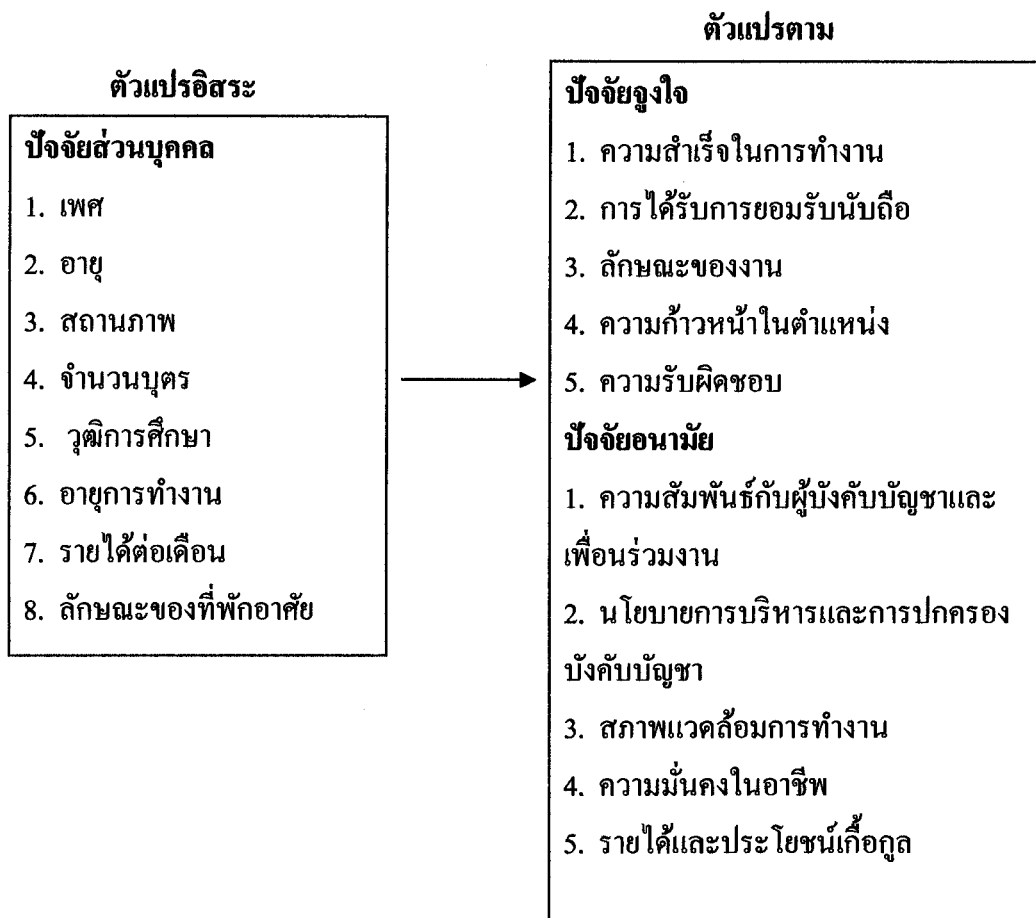 ตัวแปรอิสระ
ปัจจัยส่วนบุคคล
1. เพศ
2. อายุ
3. สถานภาพ
4. จำนวนบุตร
5. วุฒิการศึกษา
6. อายุการทำงาน
7. รายได้ต่อเดือน
8. ลักษณะของที่พักอาศัย
ตัวแปรตาม
ปัจจัยจูงใจ
1. ความสำเร็จในการทำงาน
2. การได้รับการยอมรับนับถือ
3. ลักษณะของงาน
4. ความก้าวหน้าในตำแหน่ง
5. ความรับผิดชอบ
ปัจจัยอนามัย
1. ความสัมพันธ์กับผู้บังคับบัญชาและ
เพื่อนร่วมงาน
2. นโยบายการบริหารและการปกครอง
บังคับบัญชา
3. สภาพแวดล้อมการทำงาน
4. ความมั่นคงในอาชีพ
5. รายได้และประโยชน์เกื้อกูล